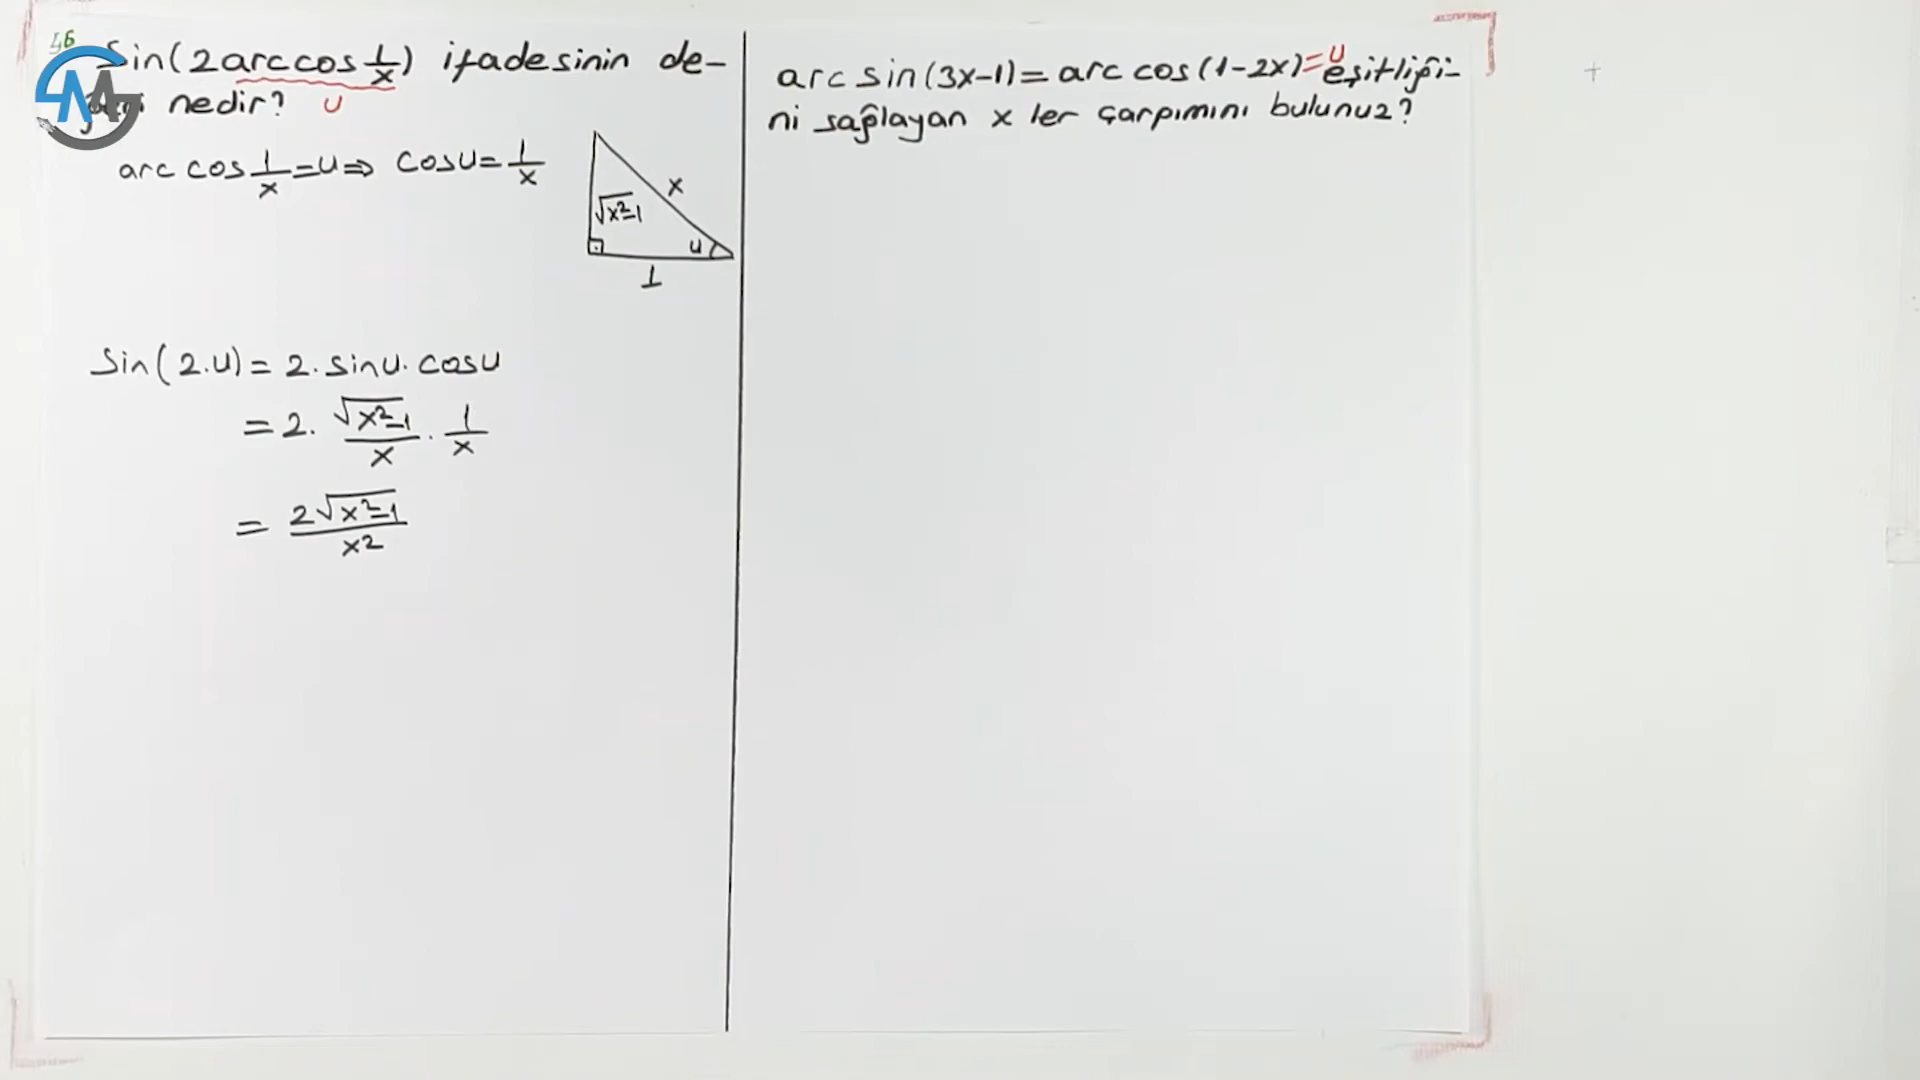 46
Sin(2arccos 1/x) ifadesinin de-
nedir? u
arc cos 1/x = u ⇒ cosu = 1/x
x
√x²-1
u
1
Sin(2.u) = 2. sinu. cosu
= 2. √x²-1/x . 1/x
= 2√x²-1/x²
arc sin(3x-1) = arc cos(1-2x) = u eşitliği-
ni sağlayan x ler çarpımını bulunuz?